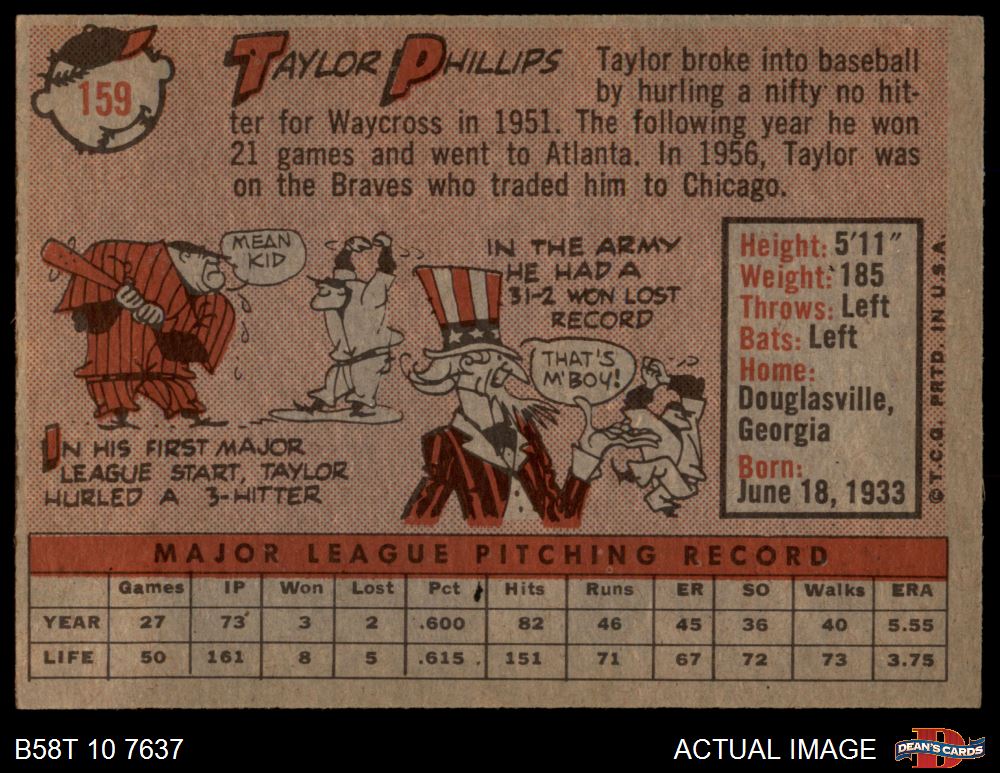 159
TAYLOR PHILLIPS
Taylor broke into baseball
by hurling a nifty no hit-
ter for Waycross in 1951. The following year he won
21 games and went to Atlanta. In 1956, Taylor was
on the Braves who traded him to Chicago.
MEAN
KID
IN HIS FIRST MAJOR
LEAGUE START, TAYLOR
HURLED A 3-HITTER
IN THE ARMY
HE HAD A
31-2 WON LOST
RECORD
THAT'S
M'BOY!
Height: 5'11"
Weight: 185
Throws: Left
Bats: Left
Home:
Douglasville,
Georgia
Born:
June 18, 1933
© T.C.G. PRTD. IN U.S.A.
MAJOR LEAGUE PITCHING RECORD
Games IP Won Lost Pct Hits Runs ER SO Walks ERA
YEAR 27 73 3 2 .600 82 46 45 36 40 5.55
LIFE 50 161 8 5 .615 151 71 67 72 73 3.75
B58T 10 7637
ACTUAL IMAGE
D
DEAN'S CARDS